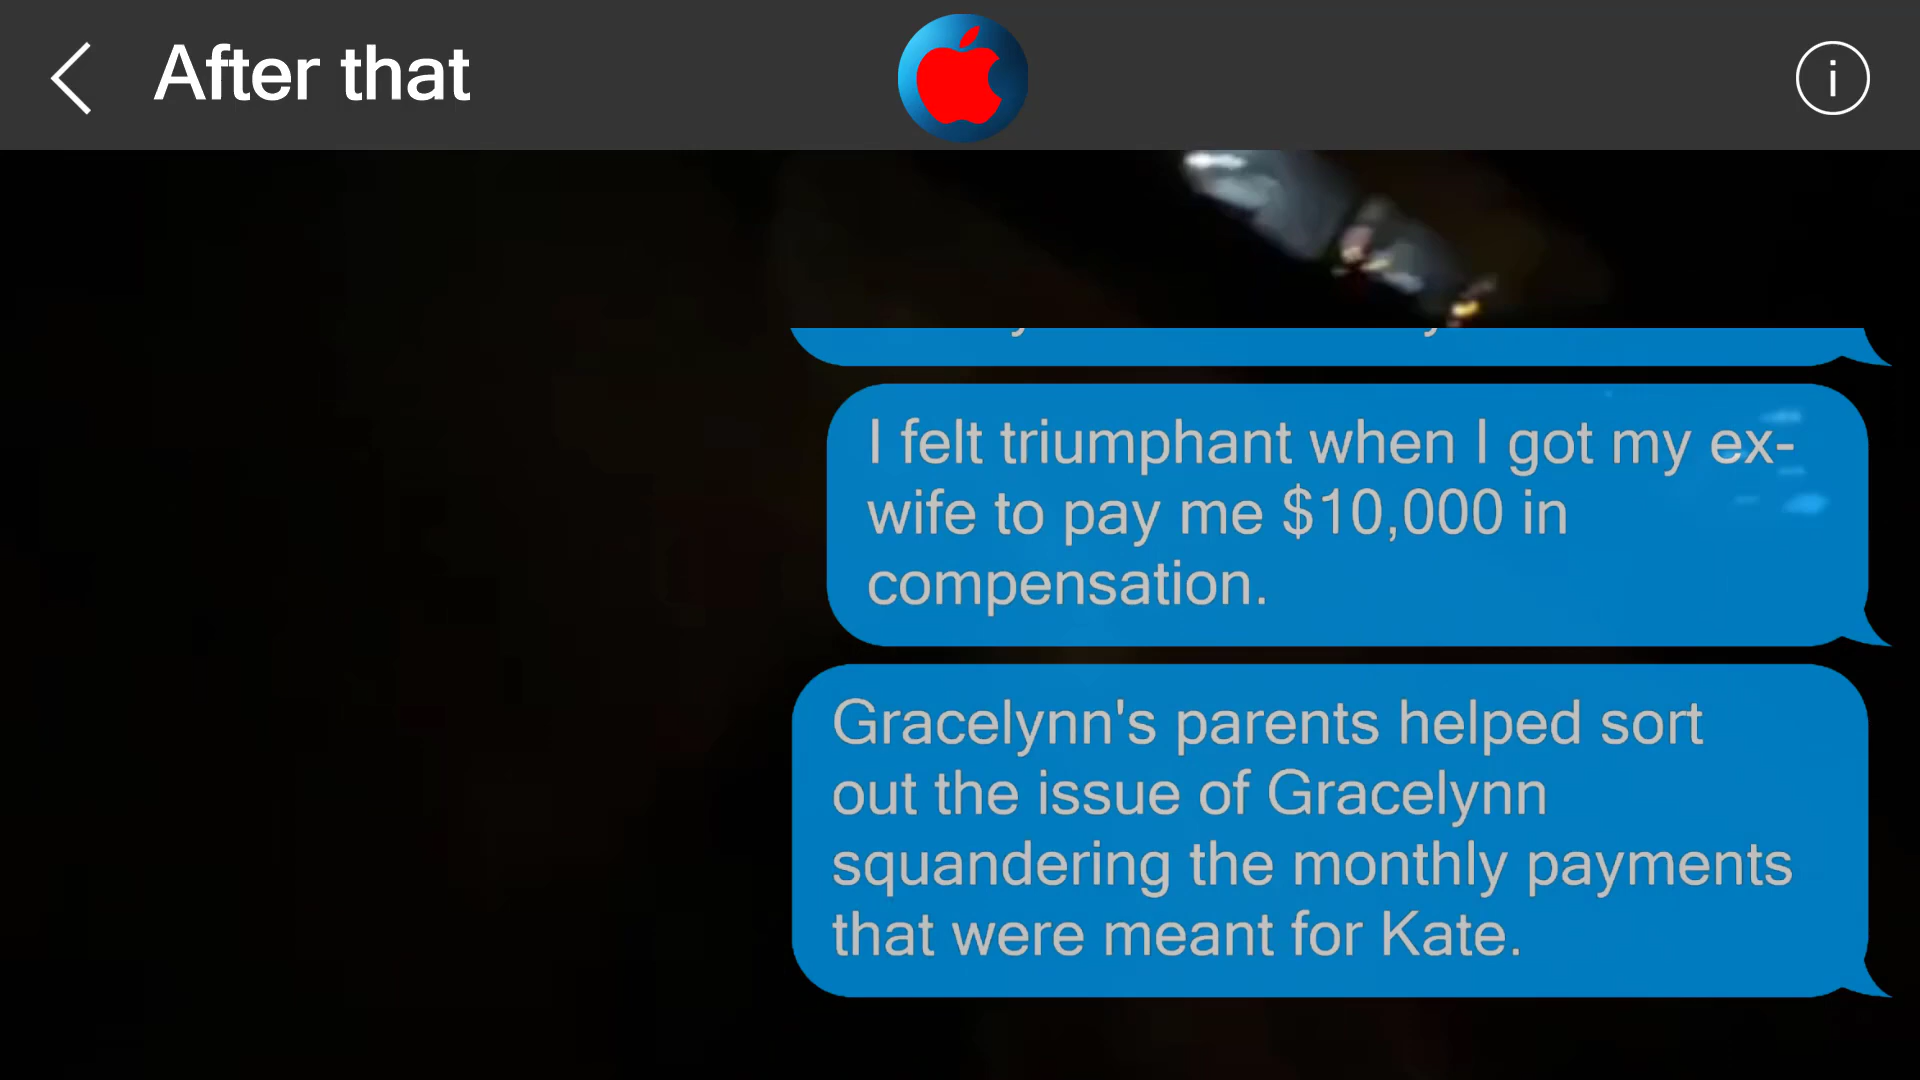 After that
I felt triumphant when I got my ex-
wife to pay me $10,000 in
compensation.
Gracelynn's parents helped sort
out the issue of Gracelynn
squandering the monthly payments
that were meant for Kate.